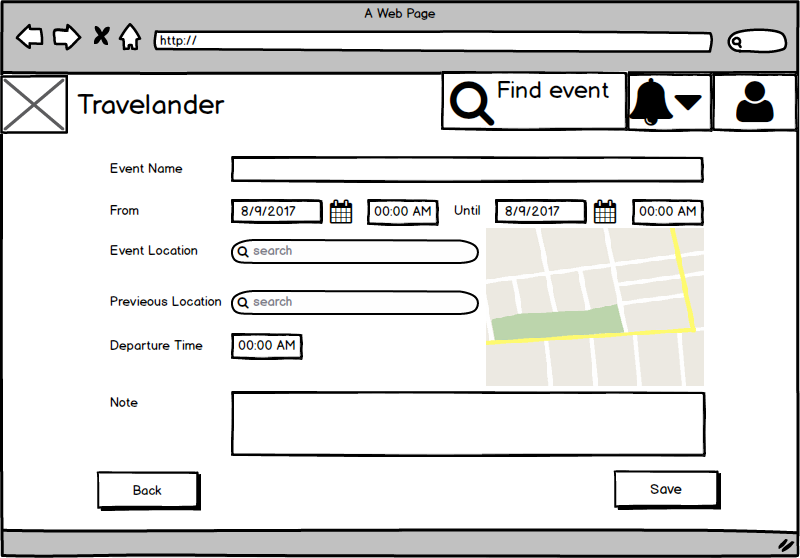 A Web Page
http://
Travelander
Find event
Event Name
From 8/9/2017 00:00 AM Until 8/9/2017 00:00 AM
Event Location search
Previeous Location search
Departure Time 00:00 AM
Note
Back Save